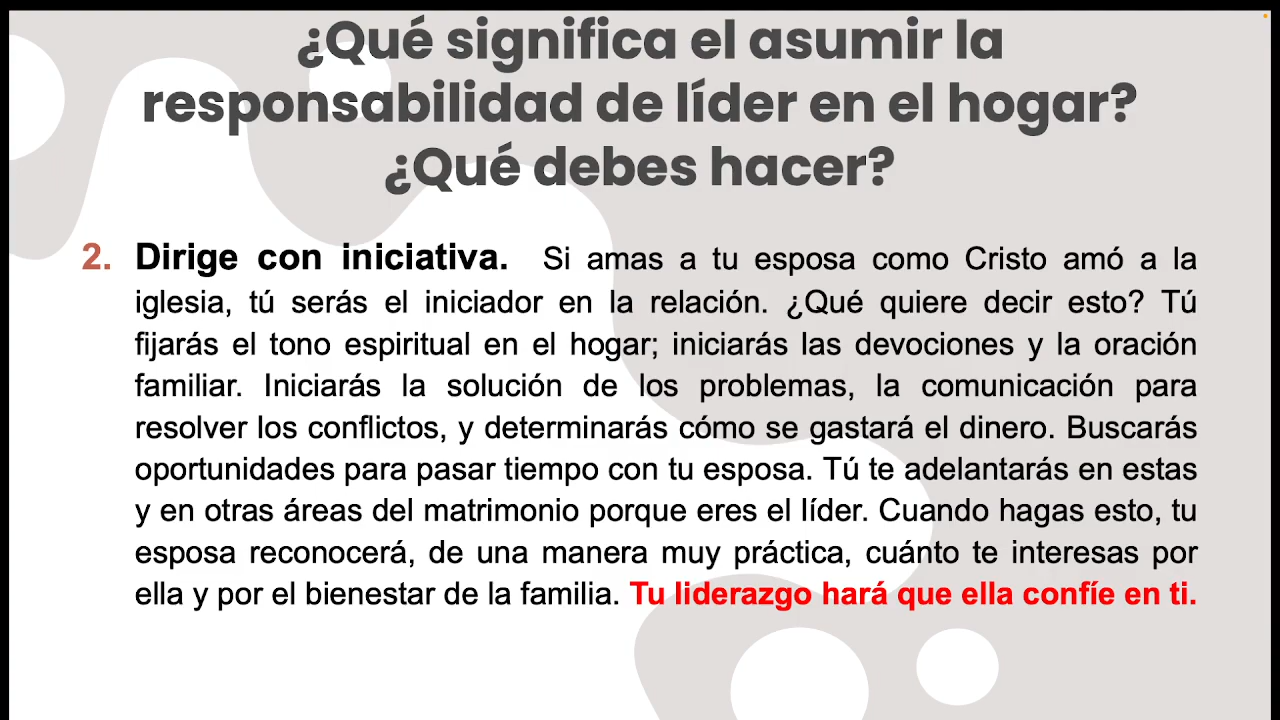 ¿Qué significa el asumir la
responsabilidad de líder en el hogar?
¿Qué debes hacer?
2. Dirige con iniciativa. Si amas a tu esposa como Cristo amó a la
iglesia, tú serás el iniciador en la relación. ¿Qué quiere decir esto? Tú
fijarás el tono espiritual en el hogar; iniciarás las devociones y la oración
familiar. Iniciarás la solución de los problemas, la comunicación para
resolver los conflictos, y determinarás cómo se gastará el dinero. Buscarás
oportunidades para pasar tiempo con tu esposa. Tú te adelantarás en estas
y en otras áreas del matrimonio porque eres el líder. Cuando hagas esto, tu
esposa reconocerá, de una manera muy práctica, cuánto te interesas por
ella y por el bienestar de la familia. Tu liderazgo hará que ella confíe en ti.